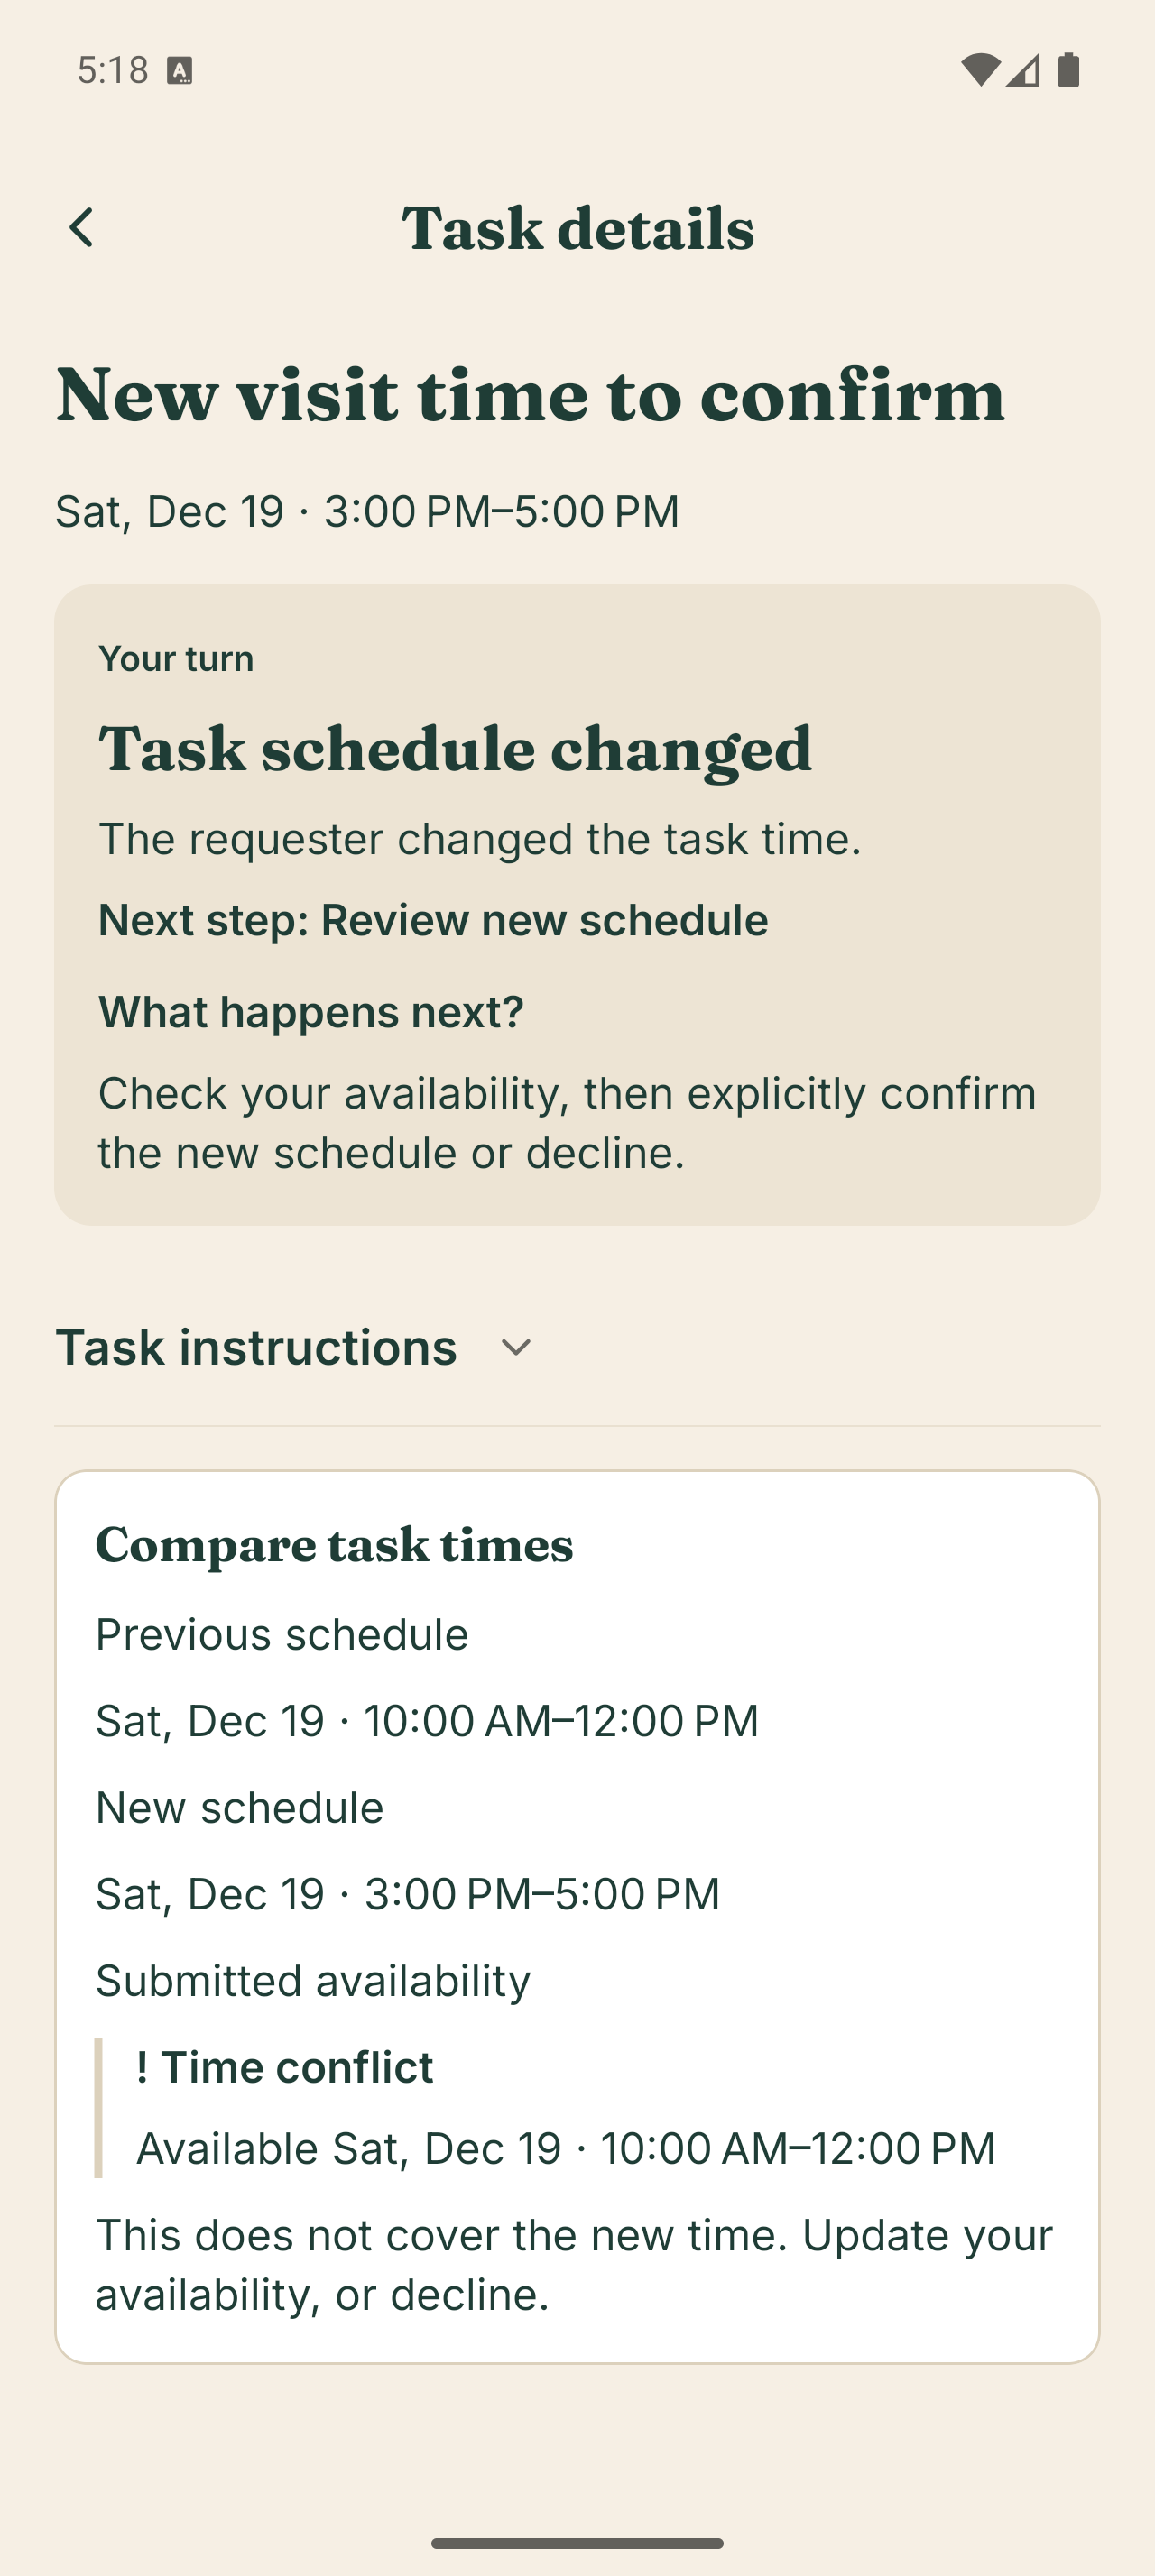 5:18
Task details
New visit time to confirm
Sat, Dec 19 · 3:00 PM–5:00 PM
Your turn
Task schedule changed
The requester changed the task time.
Next step: Review new schedule
What happens next?
Check your availability, then explicitly confirm
the new schedule or decline.
Task instructions
Compare task times
Previous schedule
Sat, Dec 19 · 10:00 AM–12:00 PM
New schedule
Sat, Dec 19 · 3:00 PM–5:00 PM
Submitted availability
! Time conflict
Available Sat, Dec 19 · 10:00 AM–12:00 PM
This does not cover the new time. Update your
availability, or decline.